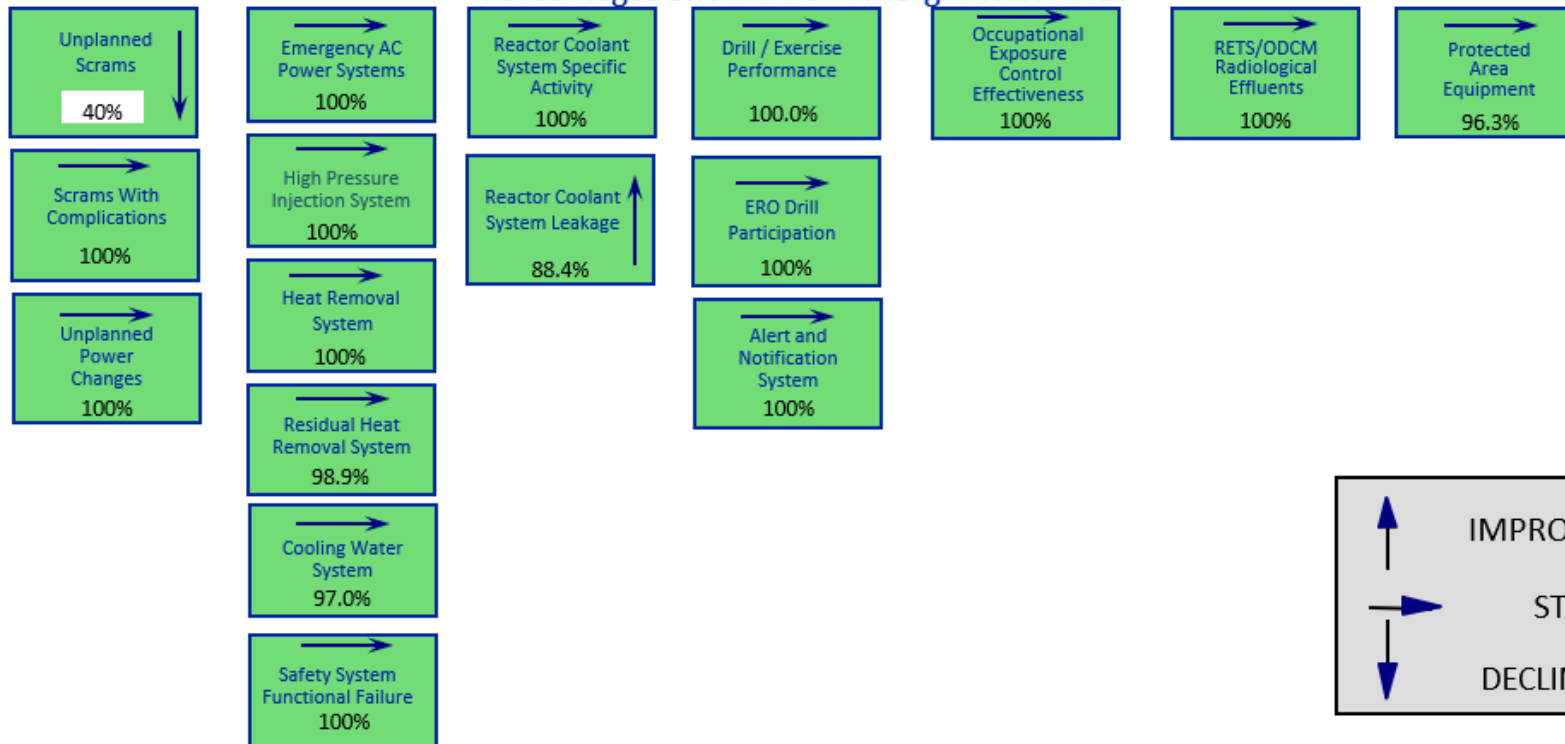 Unplanned
Scrams
40%
Scrams With
Complications
100%
Unplanned
Power
Changes
100%
Emergency AC
Power Systems
100%
High Pressure
Injection System
100%
Heat Removal
System
100%
Residual Heat
Removal System
98.9%
Cooling Water
System
97.0%
Safety System
Functional Failure
100%
Reactor Coolant
System Specific
Activity
100%
Reactor Coolant
System Leakage
88.4%
Drill / Exercise
Performance
100.0%
ERO Drill
Participation
100%
Alert and
Notification
System
100%
Occupational
Exposure
Control
Effectiveness
100%
RETS/ODCM
Radiological
Effluents
100%
Protected
Area
Equipment
96.3%
IMPRO
ST
DECLI